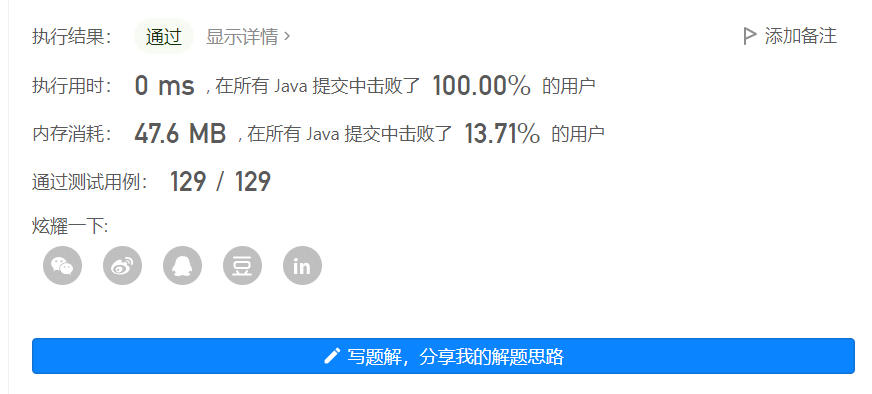 执行结果： 通过 显示详情 › 添加备注
执行用时： 0 ms , 在所有 Java 提交中击败了 100.00% 的用户
内存消耗： 47.6 MB , 在所有 Java 提交中击败了 13.71% 的用户
通过测试用例： 129 / 129
炫耀一下:
豆 in
写题解，分享我的解题思路